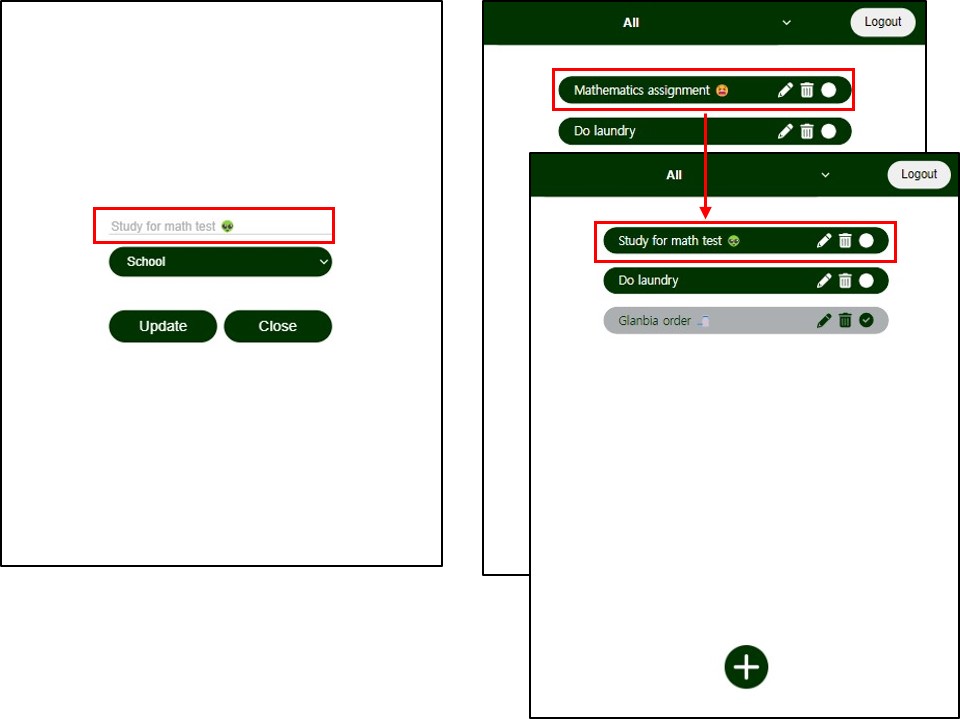 Study for math test 🤓
School
Update
Close
All
Logout
Mathematics assignment 🥵
Do laundry
All
Logout
Study for math test 🤓
Do laundry
Glanbia order